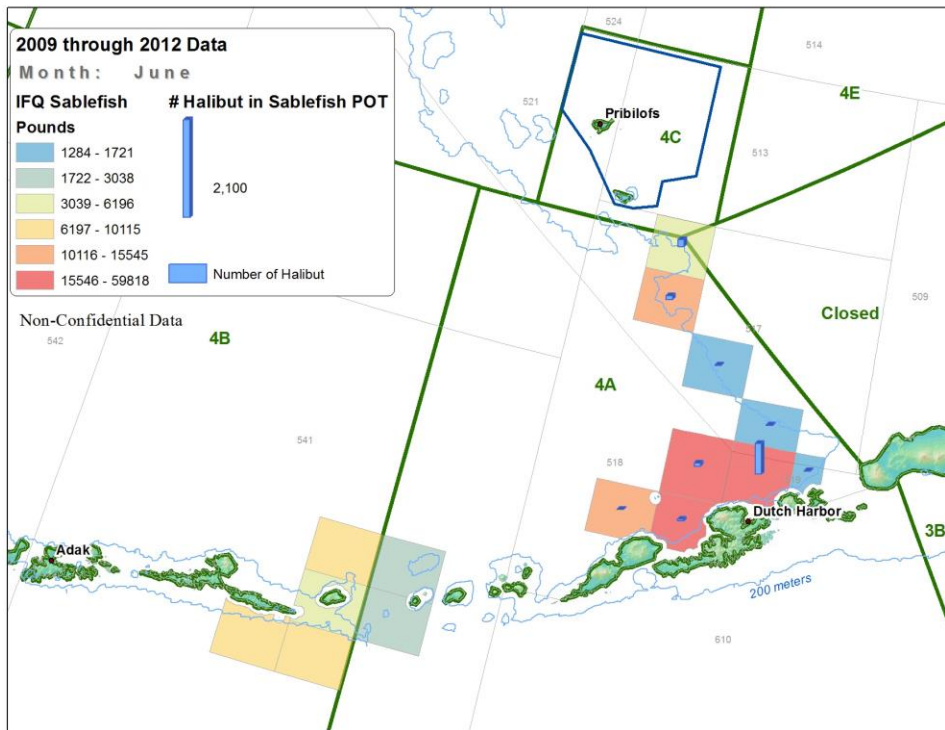 2009 through 2012 Data
Month: June
IFQ Sablefish
# Halibut in Sablefish POT
Pounds
1284 - 1721
1722 - 3038
2,100
3039 - 6196
6197 - 10115
10116 - 15545
Number of Halibut
15546 - 59818
Non-Confidential Data
524
514
4E
521
Pribilofs
4C
513
509
Closed
517
542
4B
4A
541
518
Dutch Harbor
3B
Adak
200 meters
610